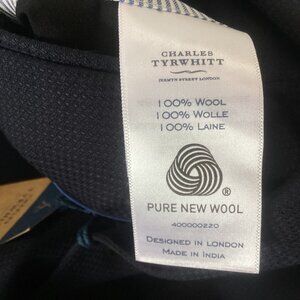 CHARLES
TYRWHITT
JERMYN STREET LONDON
100% WOOL
100% WOLLE
100% LAINE
®
PURE NEW WOOL
400000220
DESIGNED IN LONDON
MADE IN INDIA